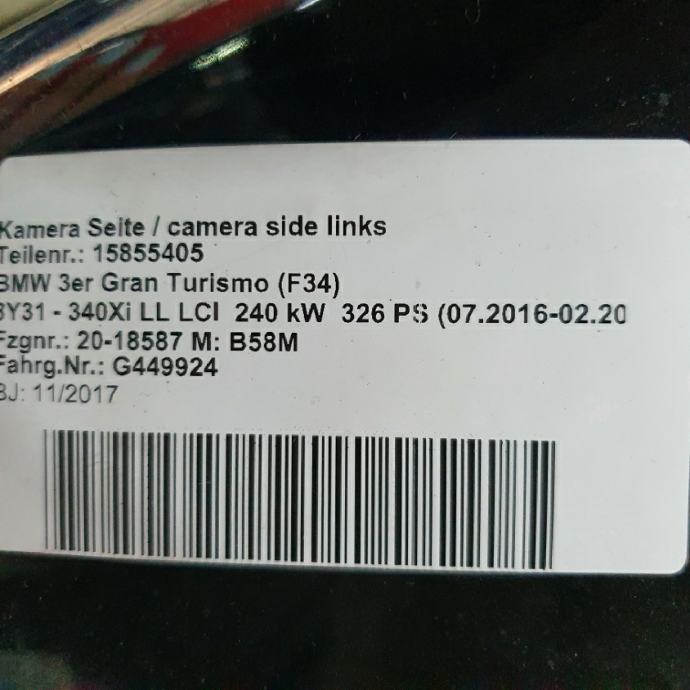 Kamera Seite / camera side links
Teilenr.: 15855405
BMW 3er Gran Turismo (F34)
8Y31 - 340Xi LL LCI 240 kW 326 PS (07.2016-02.20
Fzgnr.: 20-18587 M: B58M
Fahrg.Nr.: G449924
BJ: 11/2017